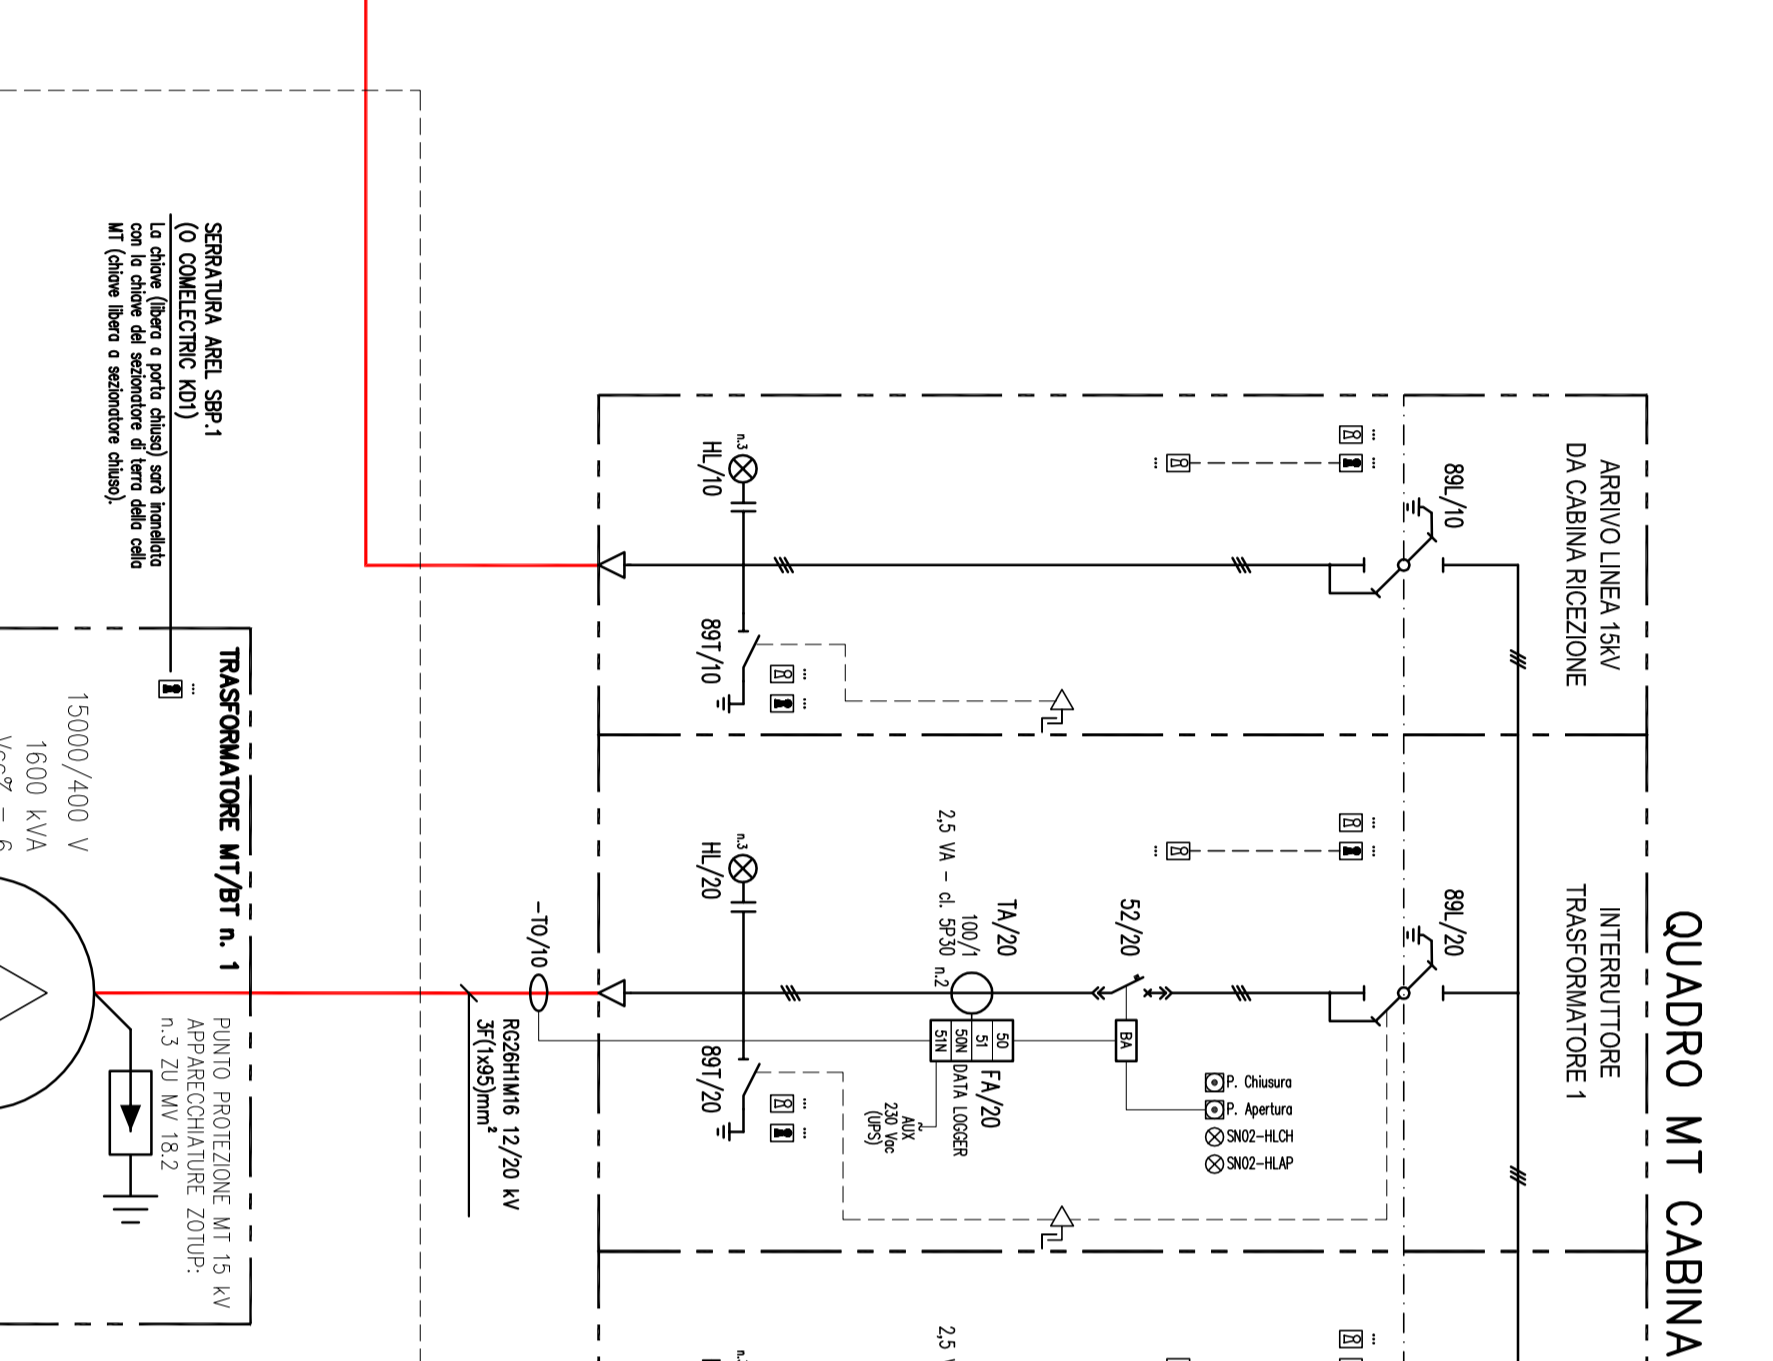 QUADRO MT CABINA
ARRIVO LINEA 15kV
DA CABINA RICEZIONE
89L/10
...
...
...
n.3
HL/10
89T/10
...
...
INTERRUTTORE
TRASFORMATORE 1
89L/20
...
...
...
52/20
BA
P. Chiusura
P. Apertura
SN02-HLCH
SN02-HLAP
TA/20
100/1
2,5 VA - cl. 5P30
n.2
50
51
50N
51N
FA/20
DATA LOGGER
AUX
230 Vac
(UPS)
n.3
HL/20
89T/20
...
...
-TO/10
RG26H1M16 12/20 kV
3F(1x95)mm²
SERRATURA AREL SBP.1
(O COMELECTRIC KD1)
La chiave (libera a porta chiusa) sarà inanellata
con la chiave del sezionatore di terra della cella
MT (chiave libera a sezionatore chiuso).
...
TRASFORMATORE MT/BT n. 1
15000/400 V
1600 kVA
Vcc% = 6
PUNTO PROTEZIONE MT 15 kV
APPARECCHIATURE ZOTUP:
n.3 ZU MV 18.2
...
2,5